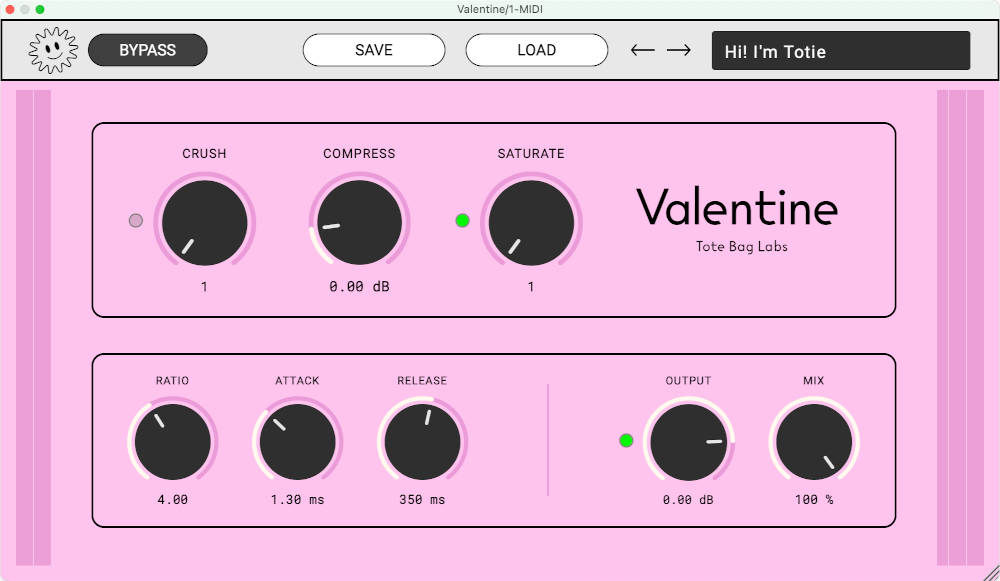 Valentine/1-MIDI
BYPASS SAVE LOAD Hi! I'm Totie
CRUSH COMPRESS SATURATE
Valentine
Tote Bag Labs
1 0.00 dB 1
RATIO ATTACK RELEASE OUTPUT MIX
4.00 1.30 ms 350 ms 0.00 dB 100 %